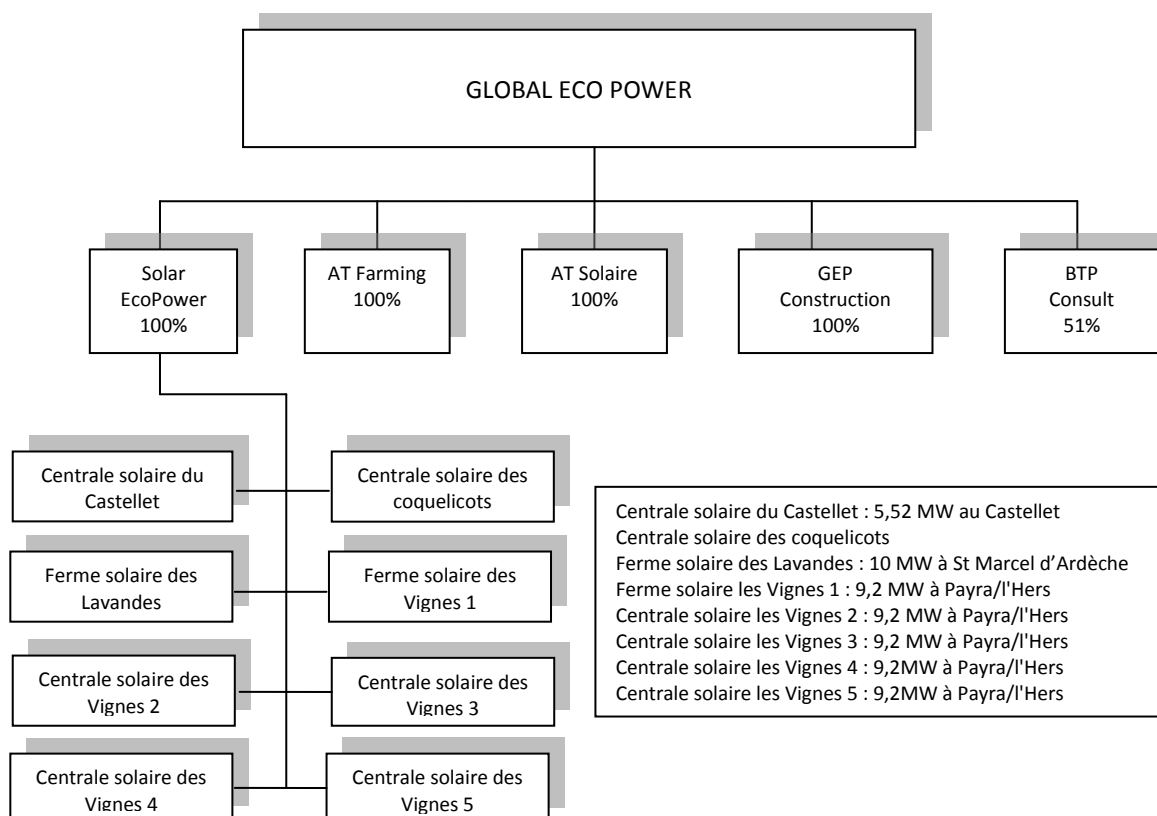 GLOBAL ECO POWER
Solar
EcoPower
100%
AT Farming
100%
AT Solaire
100%
GEP
Construction
100%
BTP
Consult
51%
Centrale solaire du
Castellet
Centrale solaire des
coquelicots
Ferme solaire des
Lavandes
Ferme solaire des
Vignes 1
Centrale solaire des
Vignes 2
Centrale solaire des
Vignes 3
Centrale solaire des
Vignes 4
Centrale solaire des
Vignes 5
Centrale solaire du Castellet : 5,52 MW au Castellet
Centrale solaire des coquelicots
Ferme solaire des Lavandes : 10 MW à St Marcel d’Ardèche
Ferme solaire les Vignes 1 : 9,2 MW à Payra/l'Hers
Centrale solaire les Vignes 2 : 9,2 MW à Payra/l'Hers
Centrale solaire les Vignes 3 : 9,2 MW à Payra/l'Hers
Centrale solaire les Vignes 4 : 9,2MW à Payra/l'Hers
Centrale solaire les Vignes 5 : 9,2MW à Payra/l'Hers